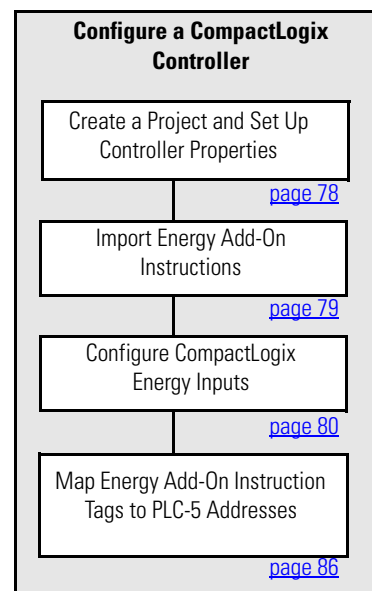 Configure a CompactLogix
Controller
Create a Project and Set Up
Controller Properties
page 78
Import Energy Add-On
Instructions
page 79
Configure CompactLogix
Energy Inputs
page 80
Map Energy Add-On Instruction
Tags to PLC-5 Addresses
page 86